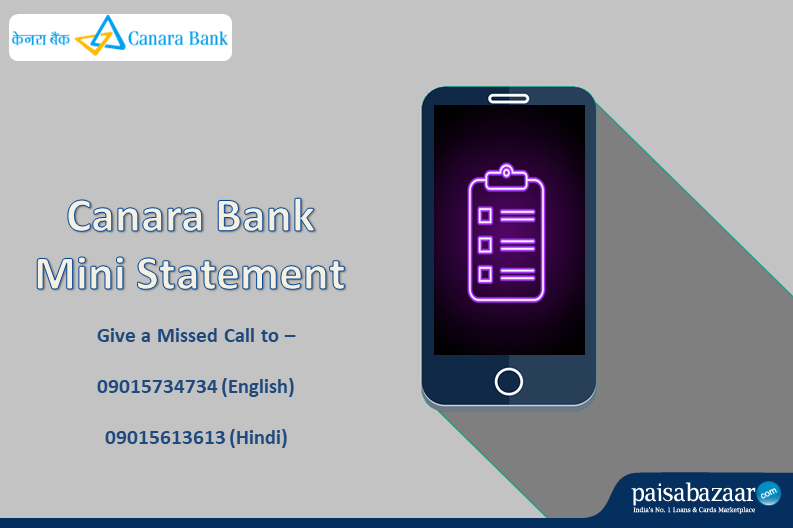 केनरा बैंक Canara Bank
Canara Bank
Mini Statement
Give a Missed Call to –
09015734734 (English)
09015613613 (Hindi)
paisabazaar.com
India's No. 1 Loans & Cards Marketplace